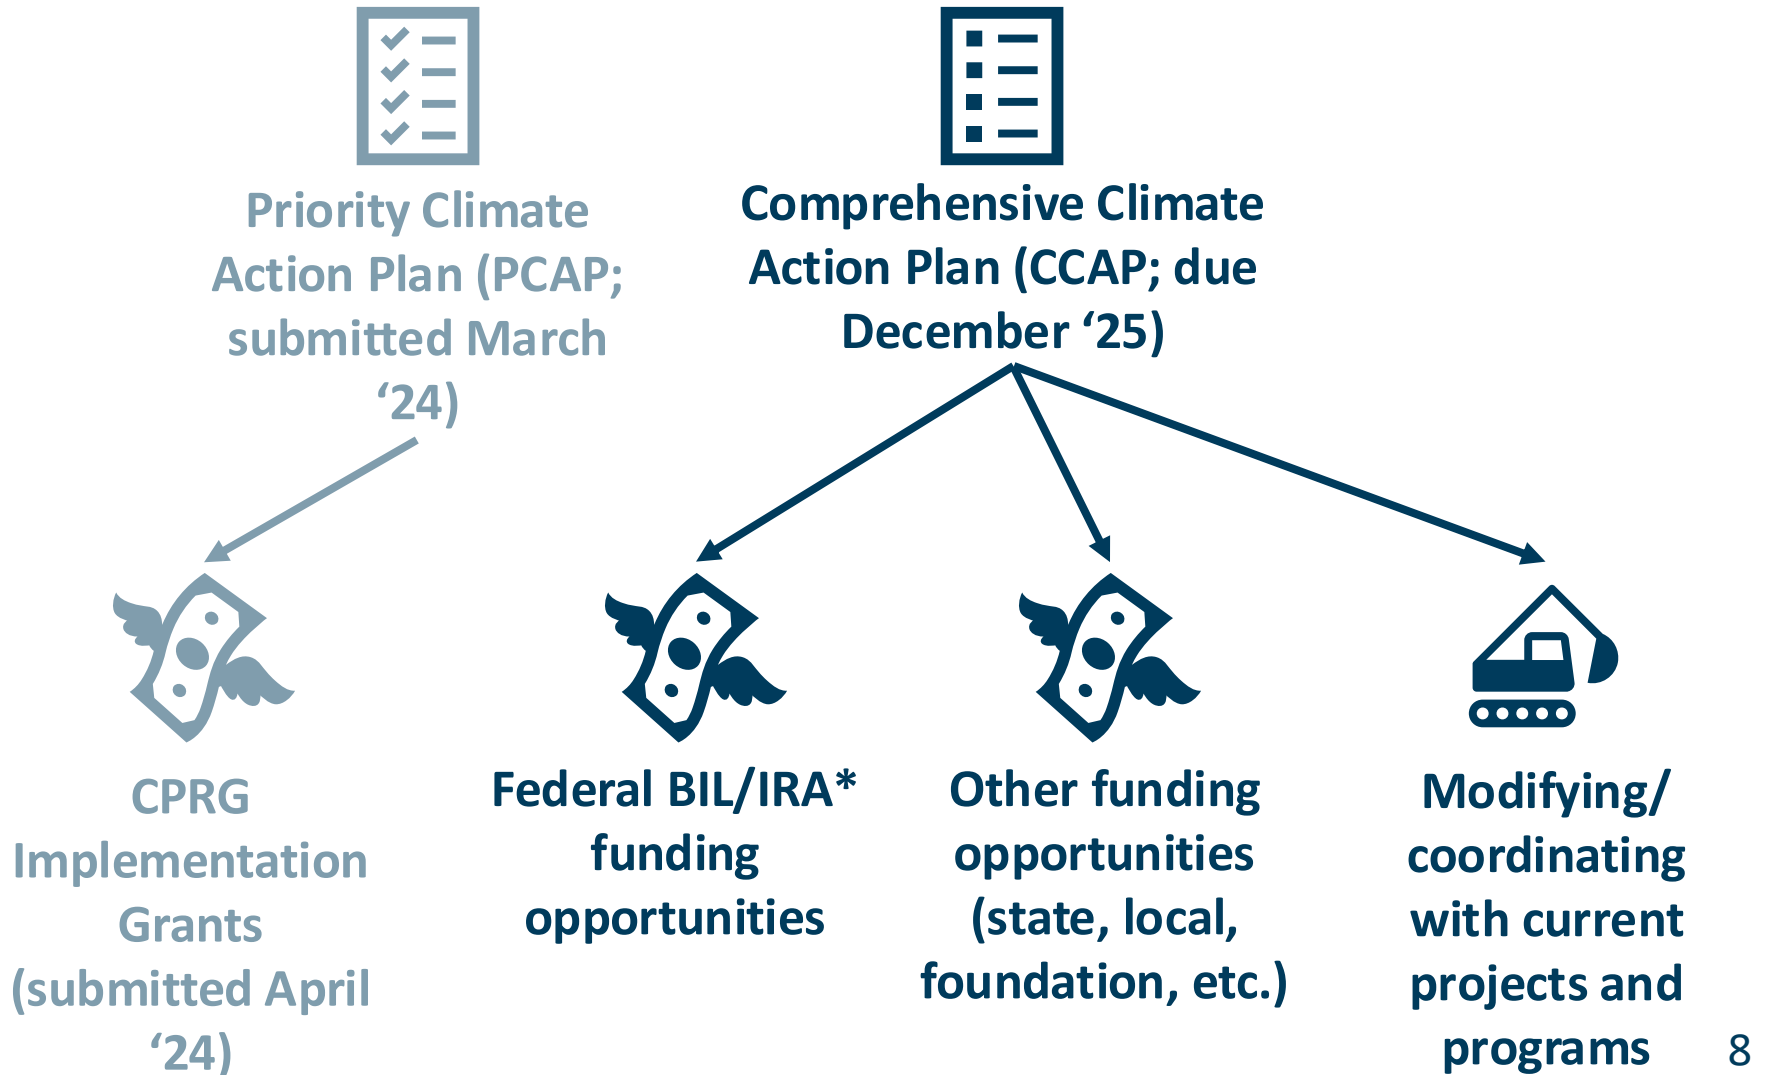 Priority Climate
Action Plan (PCAP;
submitted March
‘24)
Comprehensive Climate
Action Plan (CCAP; due
December ‘25)
CPRG
Implementation
Grants
(submitted April
‘24)
Federal BIL/IRA*
funding
opportunities
Other funding
opportunities
(state, local,
foundation, etc.)
Modifying/
coordinating
with current
projects and
programs
8